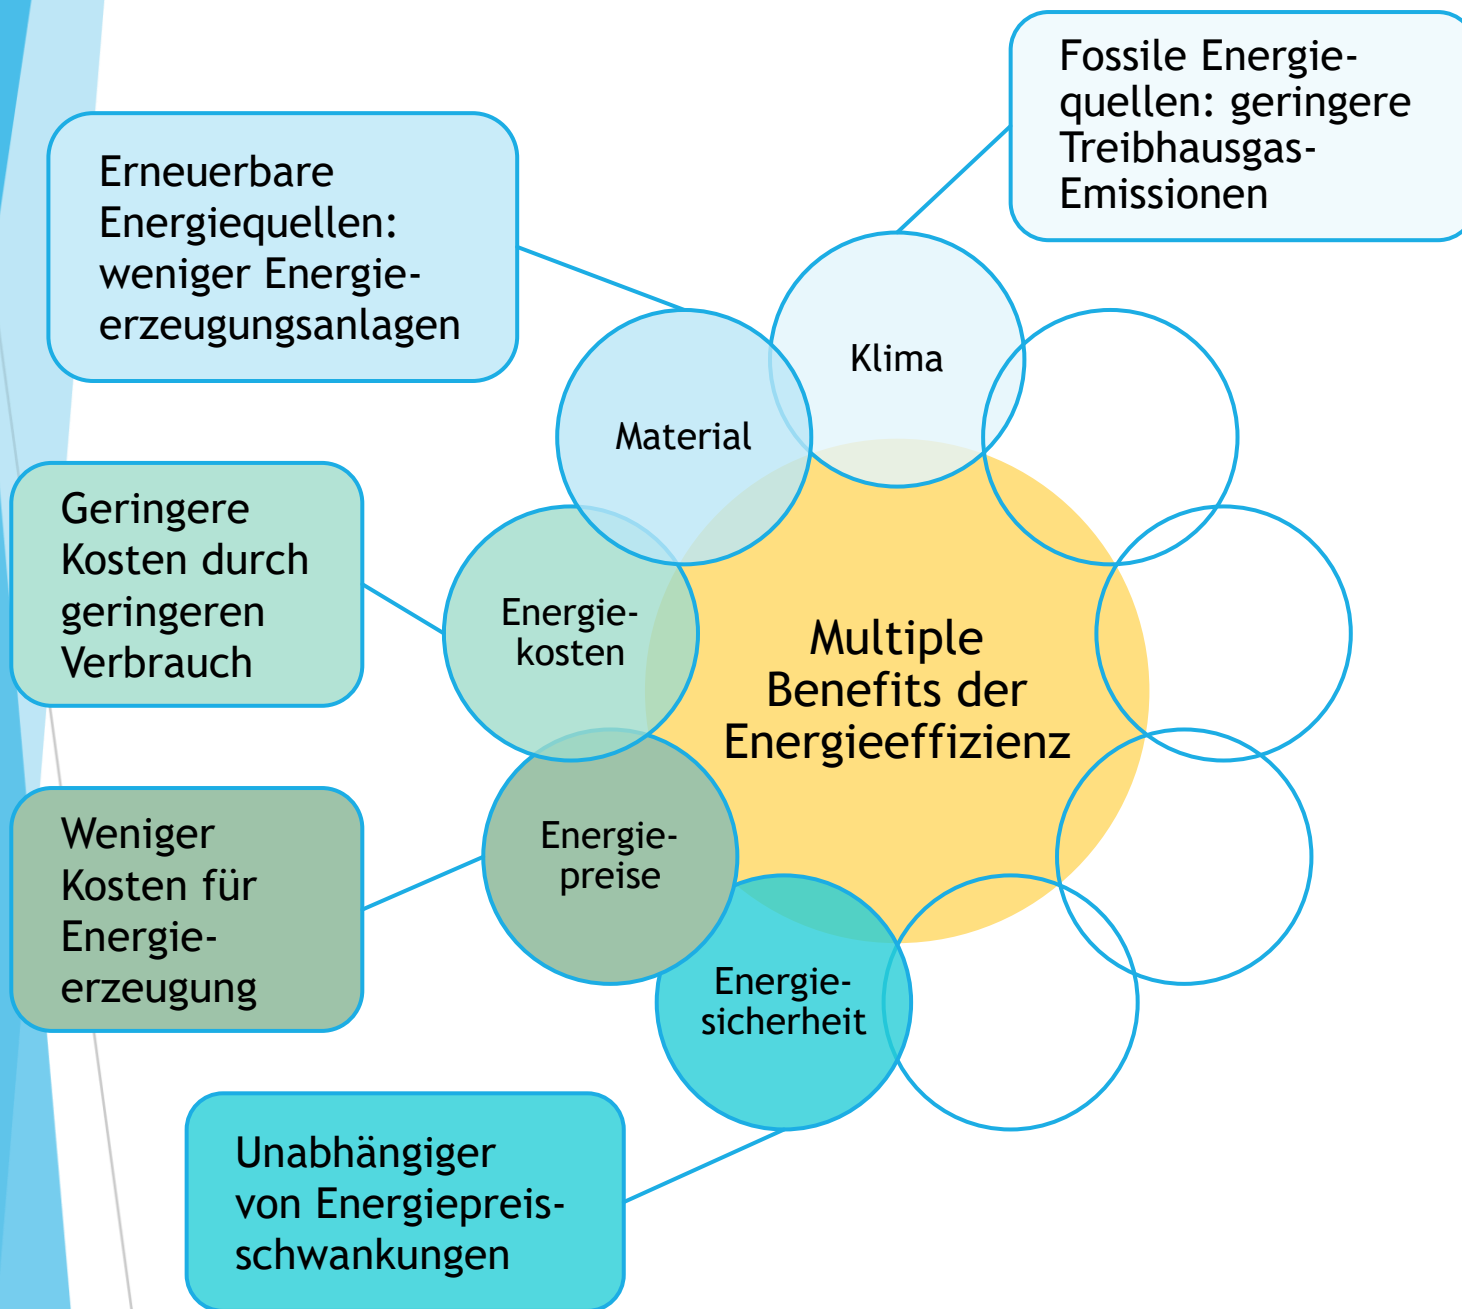 Fossile Energie-
quellen: geringere
Treibhausgas-
Emissionen
Erneuerbare
Energiequellen:
weniger Energie-
erzeugungsanlagen
Klima
Material
Geringere
Kosten durch
geringeren
Verbrauch
Energie-
kosten
Multiple
Benefits der
Energieeffizienz
Weniger
Kosten für
Energie-
erzeugung
Energie-
preise
Energie-
sicherheit
Unabhängiger
von Energiepreis-
schwankungen